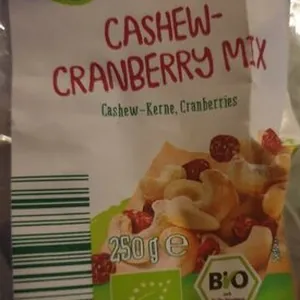 CASHEW-
CRANBERRY MIX
Cashew-Kerne, Cranberries
250g e
BIO